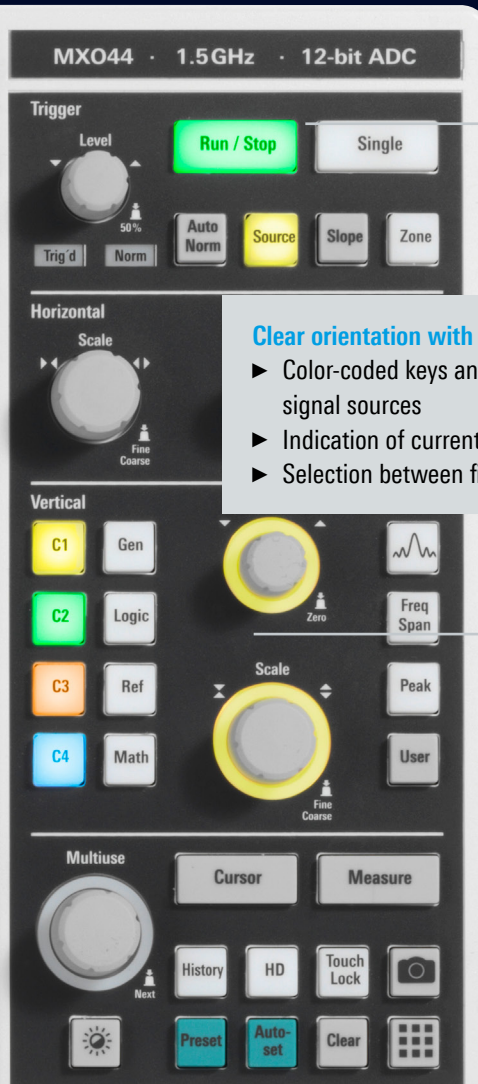 MXO44 · 1.5 GHz · 12-bit ADC
Trigger
Level
Run / Stop
Single
50 %
Auto
Norm
Source
Slope
Zone
Trig´d
Norm
Horizontal
Scale
Fine
Coarse
Clear orientation with
► Color-coded keys an
signal sources
► Indication of current
► Selection between f
Vertical
C1
Gen
Zero
C2
Logic
Freq
Span
C3
Ref
Scale
Peak
C4
Math
User
Fine
Coarse
Multiuse
Cursor
Measure
Next
History
HD
Touch
Lock
Preset
Auto-
set
Clear